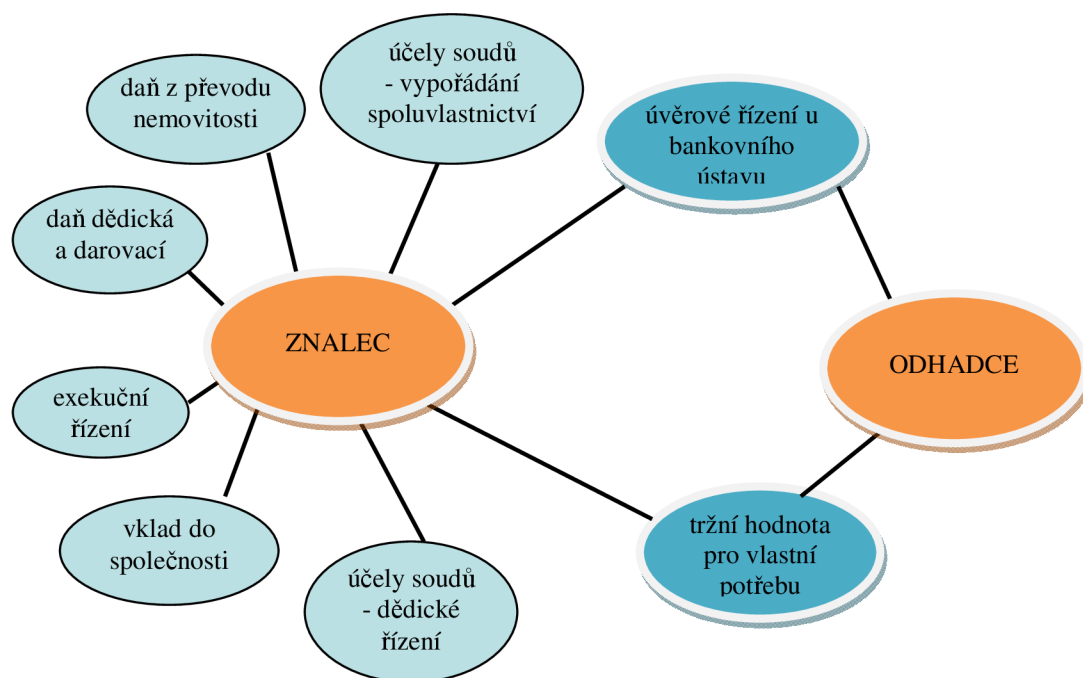 daň z převodu
nemovitosti
účely soudů
- vypořádání
spoluvlastnictví
úvěrové řízení u
bankovního
ústavu
daň dědická
a darovací
ZNALEC
ODHADCE
exekuční
řízení
vklad do
společnosti
účely soudů
- dědické
řízení
tržní hodnota
pro vlastní
potřebu